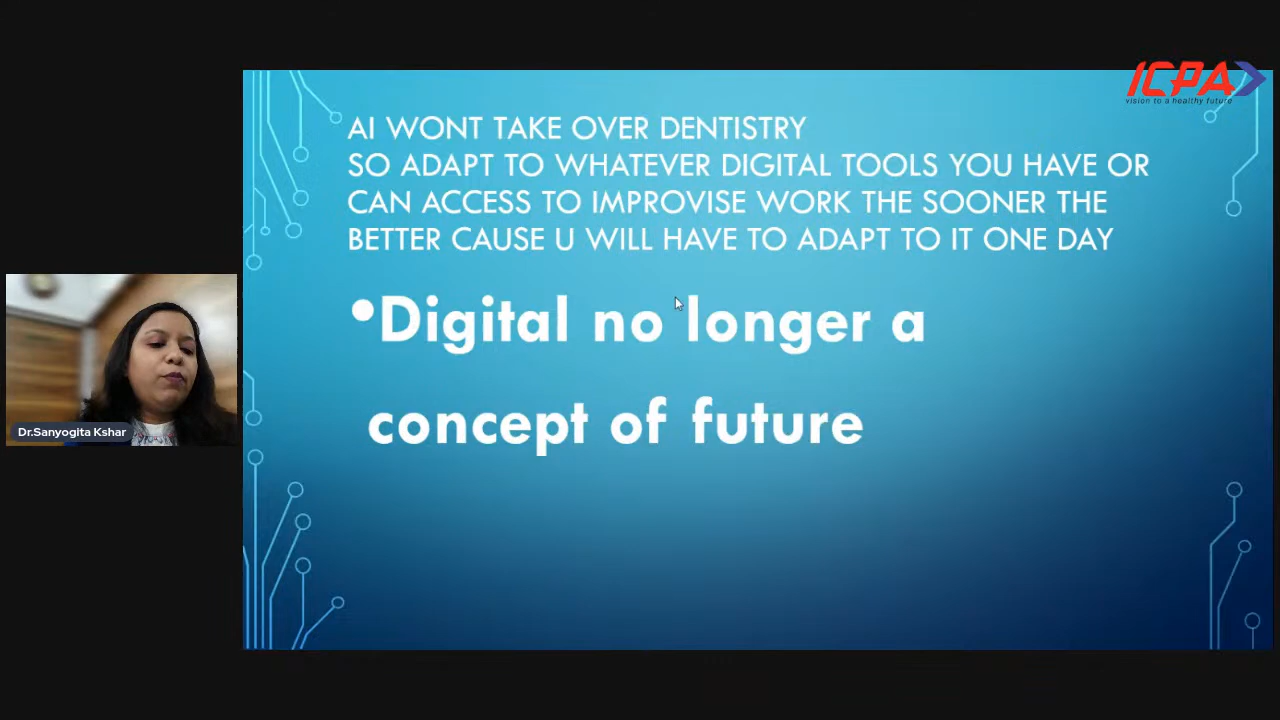 ICPA
vision to a healthy future
AI WONT TAKE OVER DENTISTRY
SO ADAPT TO WHATEVER DIGITAL TOOLS YOU HAVE OR
CAN ACCESS TO IMPROVISE WORK THE SOONER THE
BETTER CAUSE U WILL HAVE TO ADAPT TO IT ONE DAY
•Digital no longer a
concept of future
Dr.Sanyogita Kshar